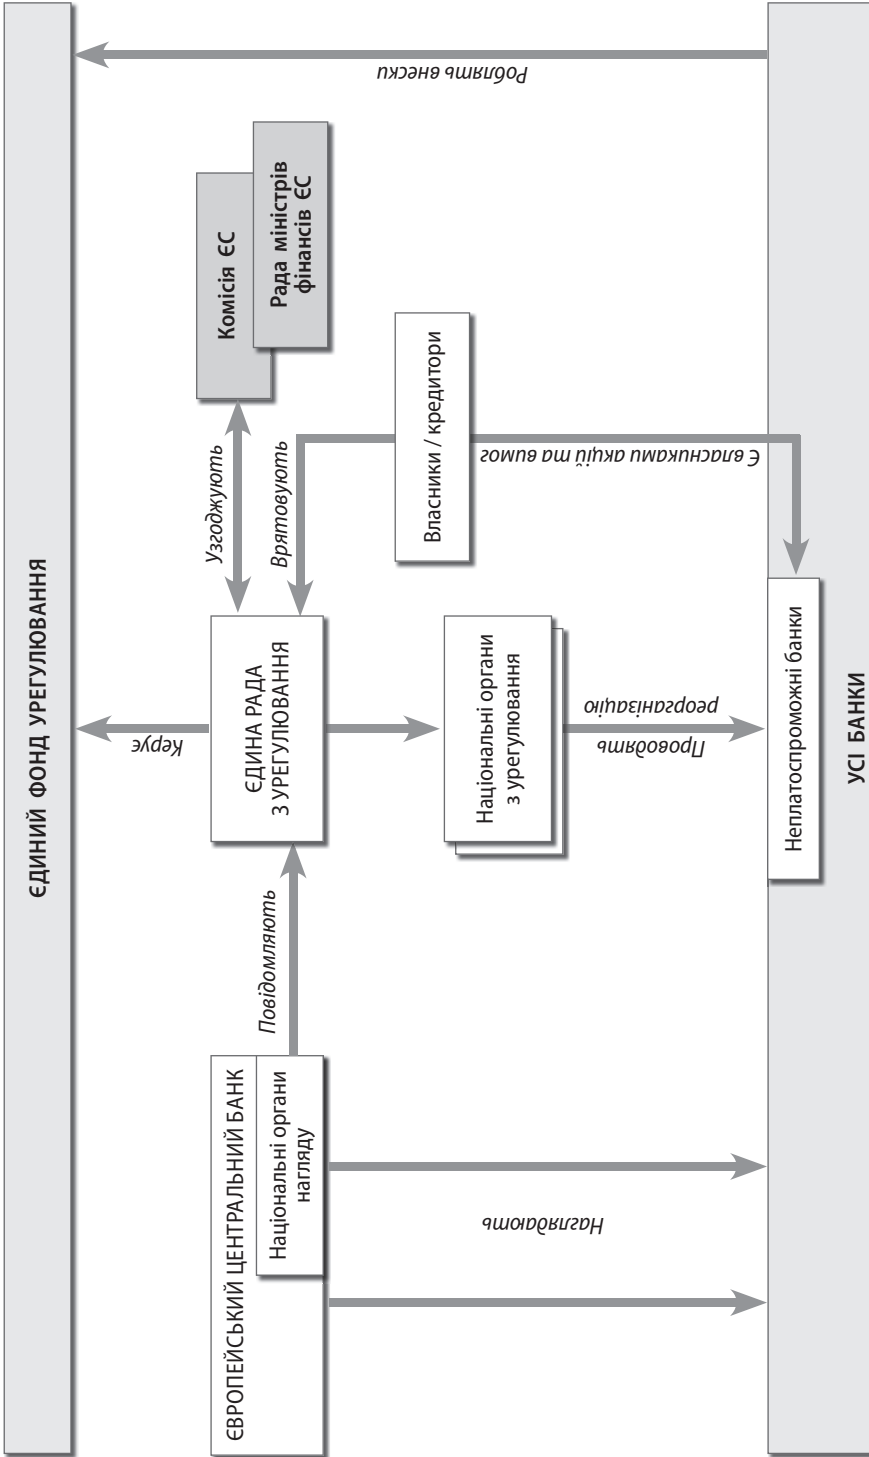 ЄДИНИЙ ФОНД УРЕГУЛЮВАННЯ
Керує
Роблять внески
ЄВРОПЕЙСЬКИЙ ЦЕНТРАЛЬНИЙ БАНК
Національні органи
нагляду
Повідомляють
ЄДИНА РАДА
З УРЕГУЛЮВАННЯ
Узгоджують
Комісія ЄС
Рада міністрів
фінансів ЄС
Врятовують
Власники / кредитори
Є власниками акцій та вимог
Національні органи
з урегулювання
Проводять
реорганізацію
Наглядають
Неплатоспроможні банки
УСІ БАНКИ